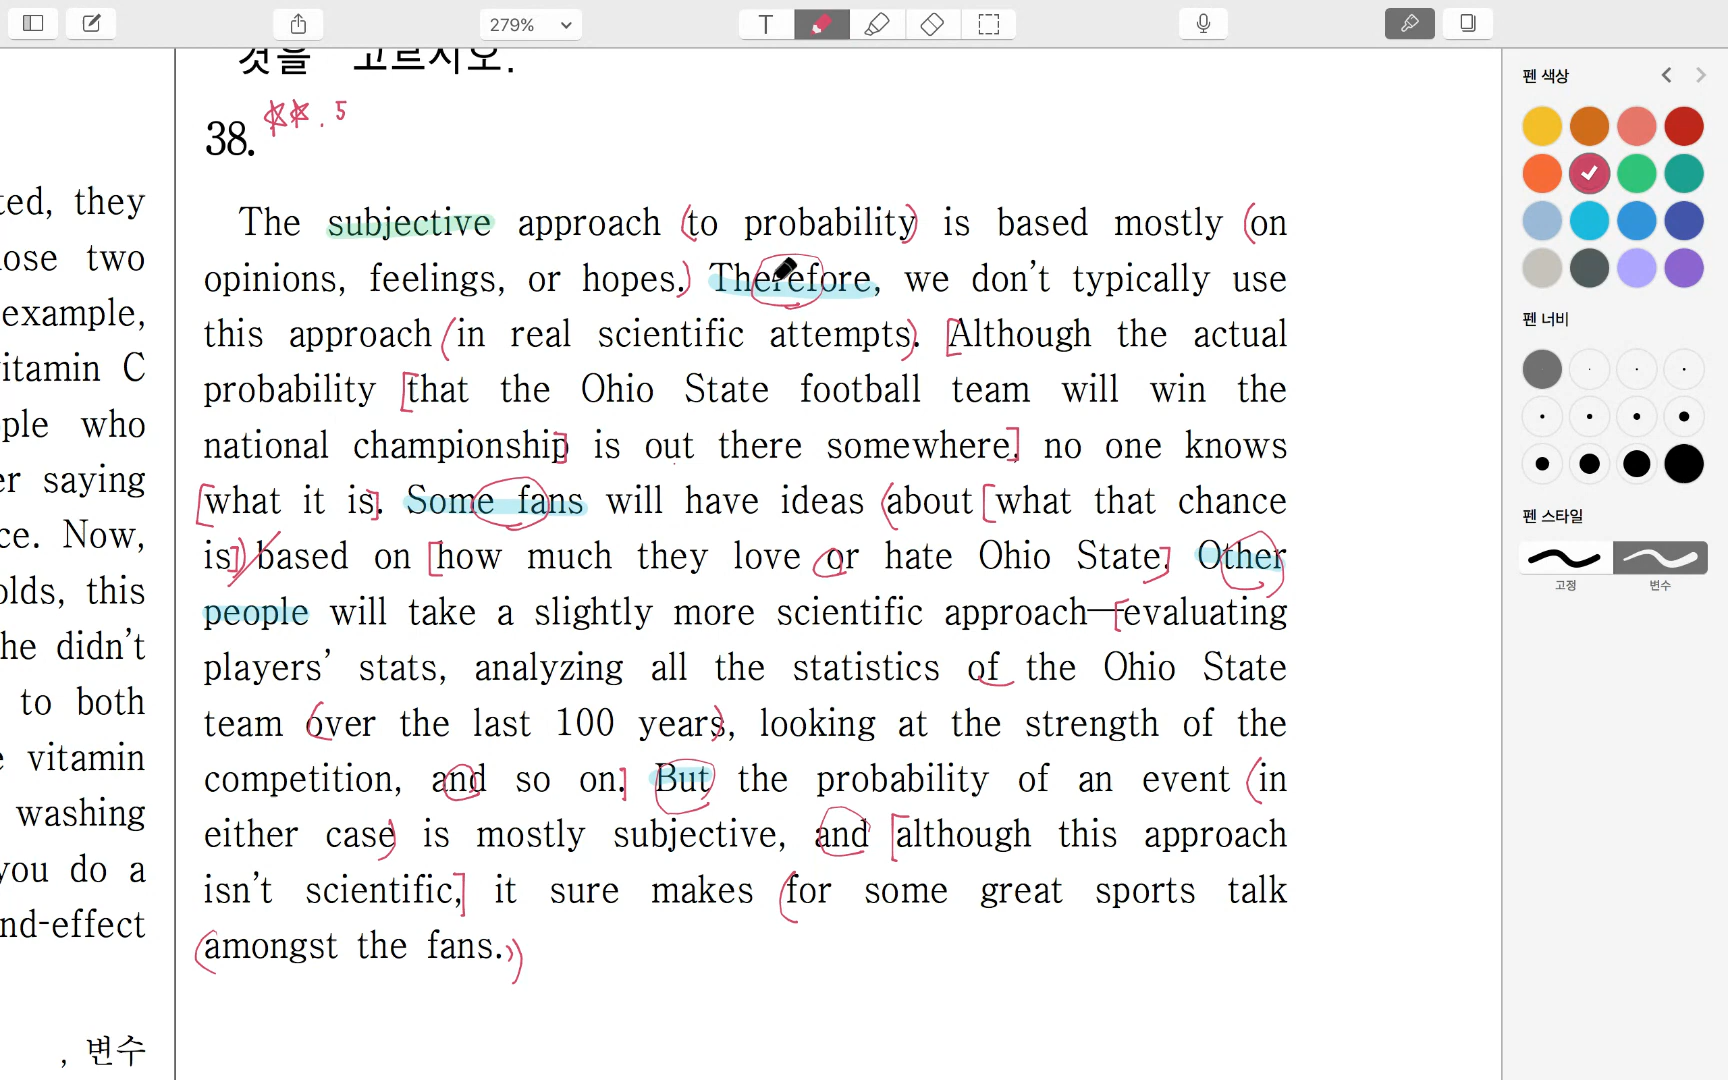 279%
T
것을 고르시오.
38.
**.5
The subjective approach (to probability) is based mostly (on
opinions, feelings, or hopes.) Therefore, we don't typically use
this approach (in real scientific attempts). [Although the actual
probability [that the Ohio State football team will win the
national championship] is out there somewhere,] no one knows
[what it is]. Some fans will have ideas (about [what that chance
is]) / based on [how much they love or hate Ohio State.] Other
people will take a slightly more scientific approach—[evaluating
players' stats, analyzing all the statistics of the Ohio State
team (over the last 100 years), looking at the strength of the
competition, and so on.] But the probability of an event (in
either case) is mostly subjective, and [although this approach
isn't scientific,] it sure makes (for some great sports talk
(amongst the fans.))
ted, they
ose two
example,
itamin C
ple who
er saying
ce. Now,
olds, this
he didn't
to both
e vitamin
washing
you do a
nd-effect
, 변수
펜 색상
펜 너비
펜 스타일
고정
변수